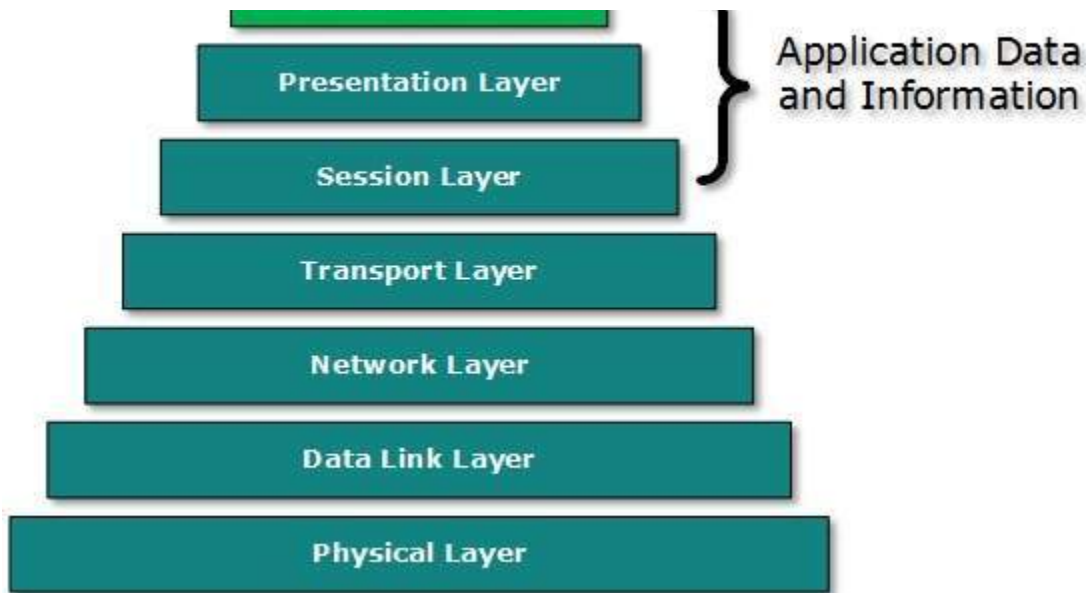 Application Data
and Information
Presentation Layer
Session Layer
Transport Layer
Network Layer
Data Link Layer
Physical Layer